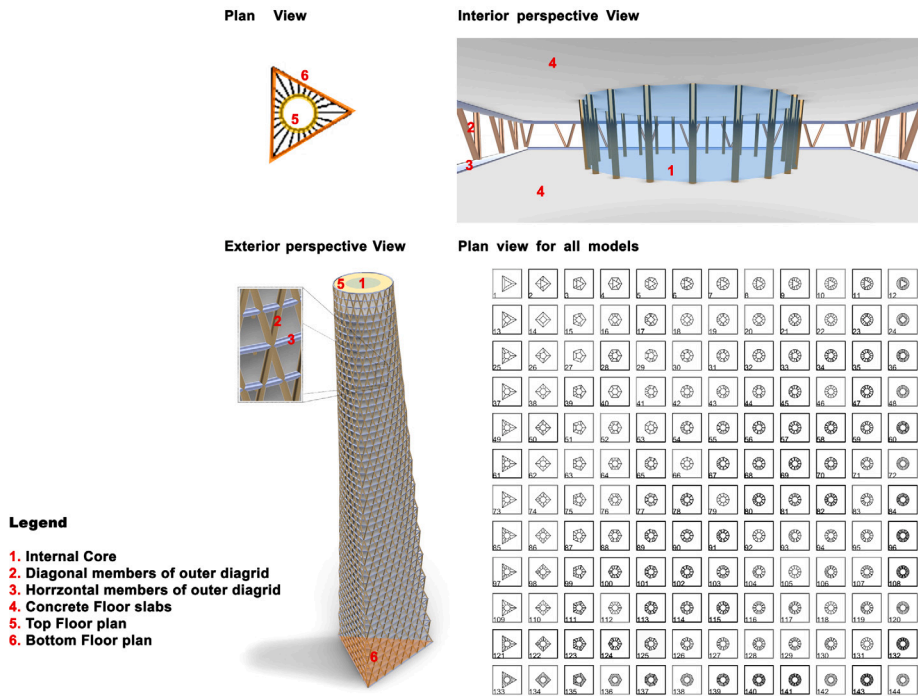 Plan View
Interior perspective View
6
5
4
2
3
1
4
Exterior perspective View
Plan view for all models
5 1
2
3
6
1 2 3 4 5 6 7 8 9 10 11 12
13 14 15 16 17 18 19 20 21 22 23 24
25 26 27 28 29 30 31 32 33 34 35 36
37 38 39 40 41 42 43 44 45 46 47 48
49 50 51 52 53 54 55 56 57 58 59 60
61 62 63 64 65 66 67 68 69 70 71 72
73 74 75 76 77 78 79 80 81 82 83 84
85 86 87 88 89 90 91 92 93 94 95 96
97 98 99 100 101 102 103 104 105 106 107 108
109 110 111 112 113 114 115 116 117 118 119 120
121 122 123 124 125 126 127 128 129 130 131 132
133 134 135 136 137 138 139 140 141 142 143 144
Legend
1. Internal Core
2. Diagonal members of outer diagrid
3. Horrzontal members of outer diagrid
4. Concrete Floor slabs
5. Top Floor plan
6. Bottom Floor plan